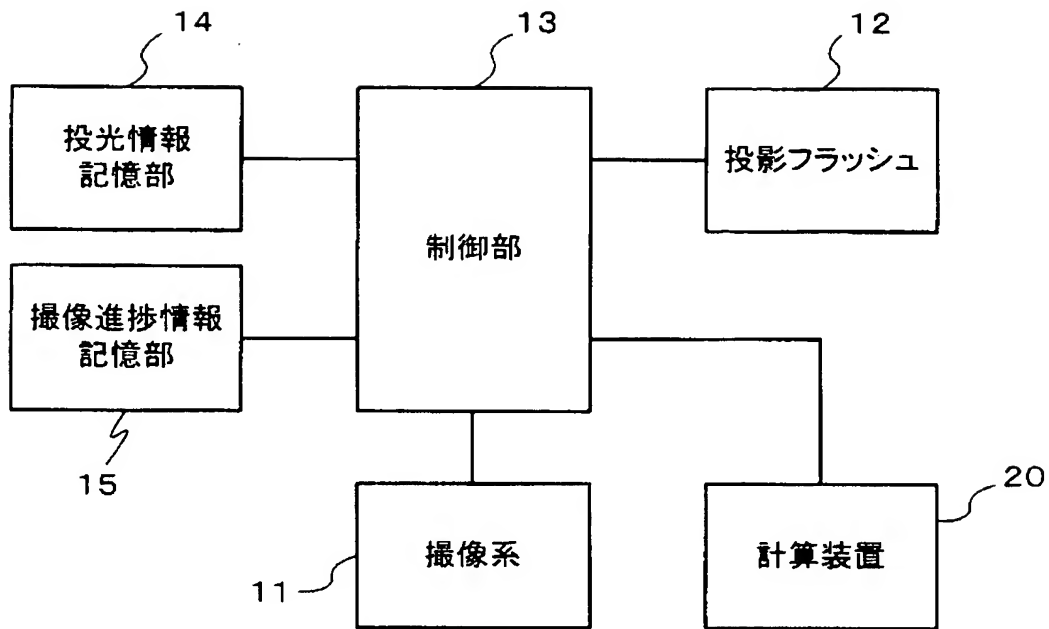 14
13
12
投光情報
記憶部
制御部
投影フラッシュ
撮像進捗情報
記憶部
15
11
撮像系
計算装置
20